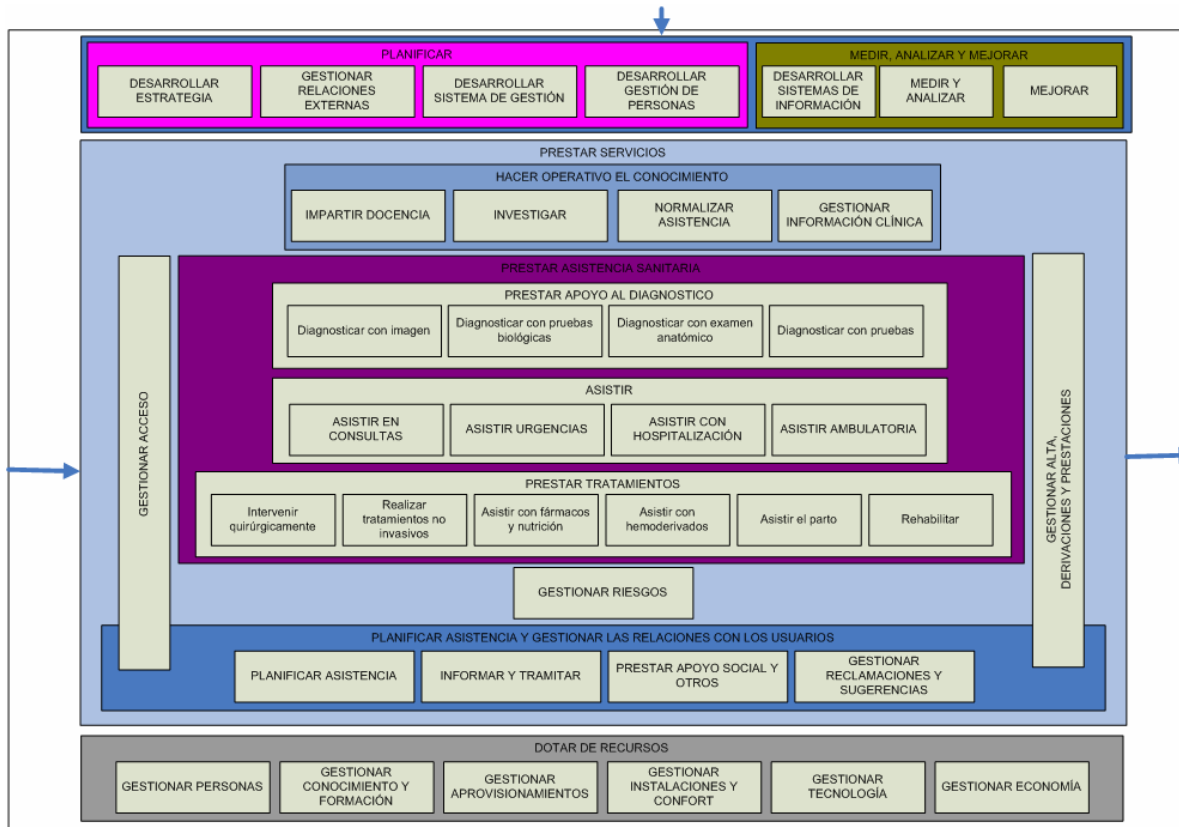 PLANIFICAR
MEDIR, ANALIZAR Y MEJORAR
DESARROLLAR
ESTRATEGIA
GESTIONAR
RELACIONES
EXTERNAS
DESARROLLAR
SISTEMA DE GESTIÓN
DESARROLLAR
GESTIÓN DE
PERSONAS
DESARROLLAR
SISTEMAS DE
INFORMACIÓN
MEDIR Y
ANALIZAR
MEJORAR
PRESTAR SERVICIOS
HACER OPERATIVO EL CONOCIMIENTO
IMPARTIR DOCENCIA
INVESTIGAR
NORMALIZAR
ASISTENCIA
GESTIONAR
INFORMACIÓN CLÍNICA
GESTIONAR ACCESO
PRESTAR ASISTENCIA SANITARIA
PRESTAR APOYO AL DIAGNOSTICO
Diagnosticar con imagen
Diagnosticar con pruebas
biológicas
Diagnosticar con examen
anatómico
Diagnosticar con pruebas
ASISTIR
ASISTIR EN
CONSULTAS
ASISTIR URGENCIAS
ASISTIR CON
HOSPITALIZACIÓN
ASISTIR AMBULATORIA
PRESTAR TRATAMIENTOS
Intervenir
quirúrgicamente
Realizar
tratamientos no
invasivos
Asistir con fármacos
y nutrición
Asistir con
hemoderivados
Asistir el parto
Rehabilitar
GESTIONAR ALTA,
DERIVACIONES Y PRESTACIONES
GESTIONAR RIESGOS
PLANIFICAR ASISTENCIA Y GESTIONAR LAS RELACIONES CON LOS USUARIOS
PLANIFICAR ASISTENCIA
INFORMAR Y TRAMITAR
PRESTAR APOYO SOCIAL Y
OTROS
GESTIONAR
RECLAMACIONES Y
SUGERENCIAS
DOTAR DE RECURSOS
GESTIONAR PERSONAS
GESTIONAR
CONOCIMIENTO Y
FORMACIÓN
GESTIONAR
APROVISIONAMIENTOS
GESTIONAR
INSTALACIONES Y
CONFORT
GESTIONAR
TECNOLOGÍA
GESTIONAR ECONOMÍA